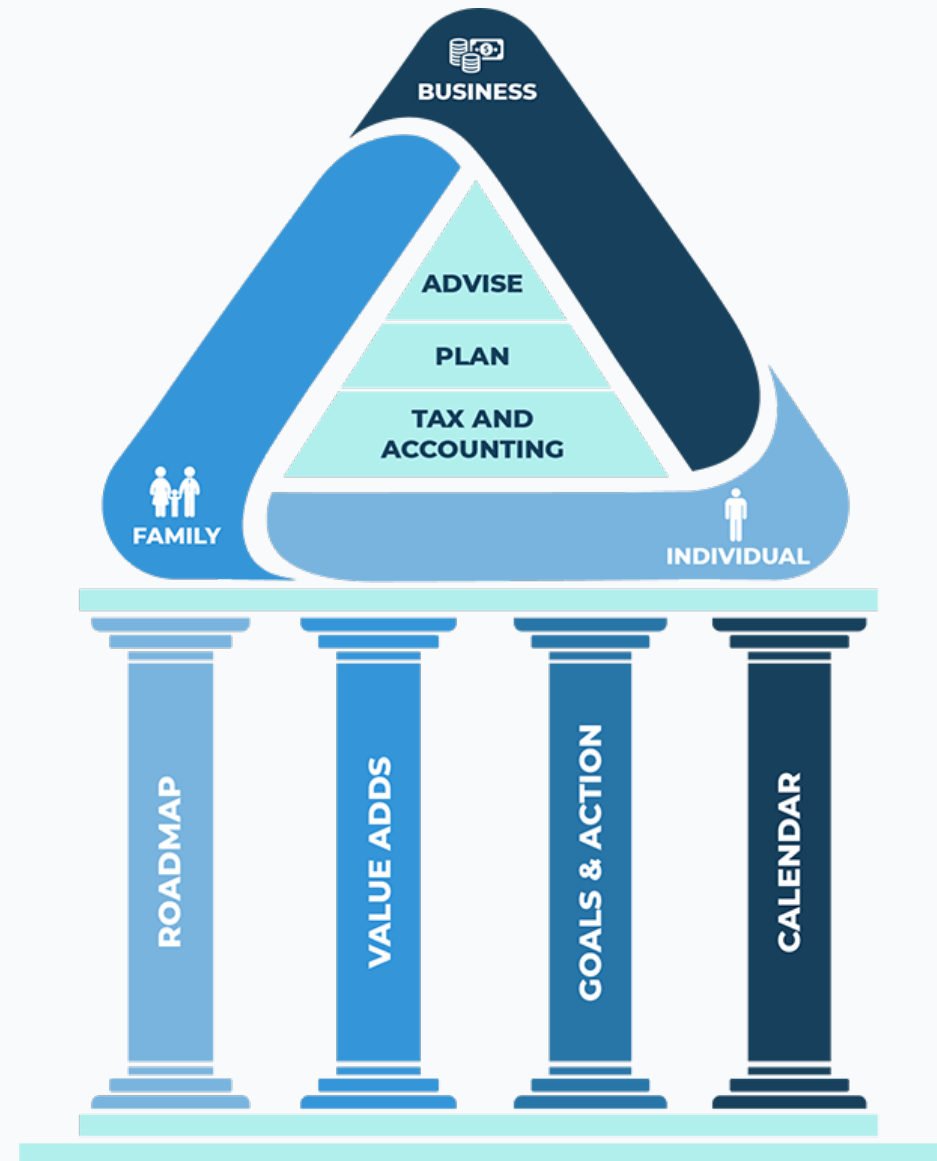 BUSINESS
ADVISE
PLAN
TAX AND
ACCOUNTING
FAMILY
INDIVIDUAL
ROADMAP
VALUE ADDS
GOALS & ACTION
CALENDAR